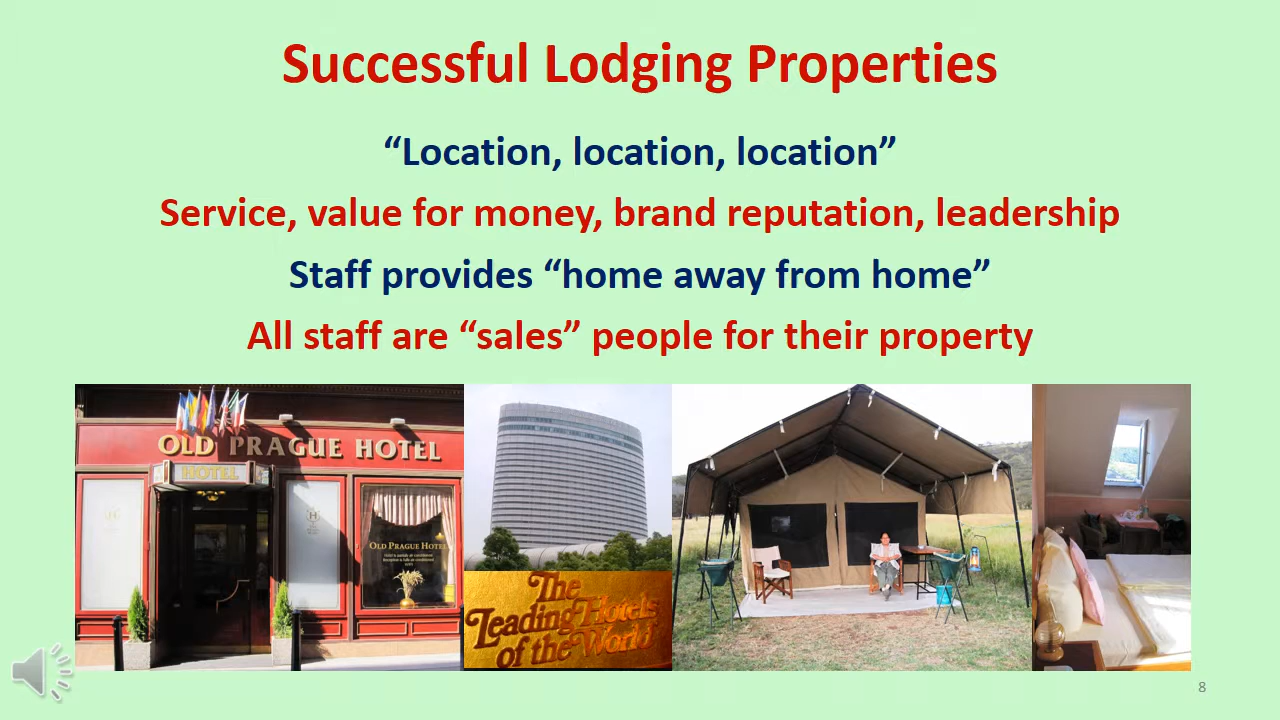 Successful Lodging Properties
“Location, location, location”
Service, value for money, brand reputation, leadership
Staff provides “home away from home”
All staff are “sales” people for their property
OLD PRAGUE HOTEL
HOTEL
OLD PRAGUE HOTEL
The
Leading Hotels
of the World
8